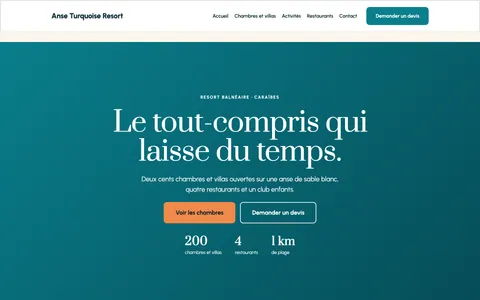 Anse Turquoise Resort
Accueil Chambres et villas Activités Restaurants Contact Demander un devis
RESORT BALNÉAIRE · CARAÏBES
Le tout-compris qui
laisse du temps.
Deux cents chambres et villas ouvertes sur une anse de sable blanc,
quatre restaurants et un club enfants.
Voir les chambres Demander un devis
200 4 1 km
chambres et villas restaurants de plage